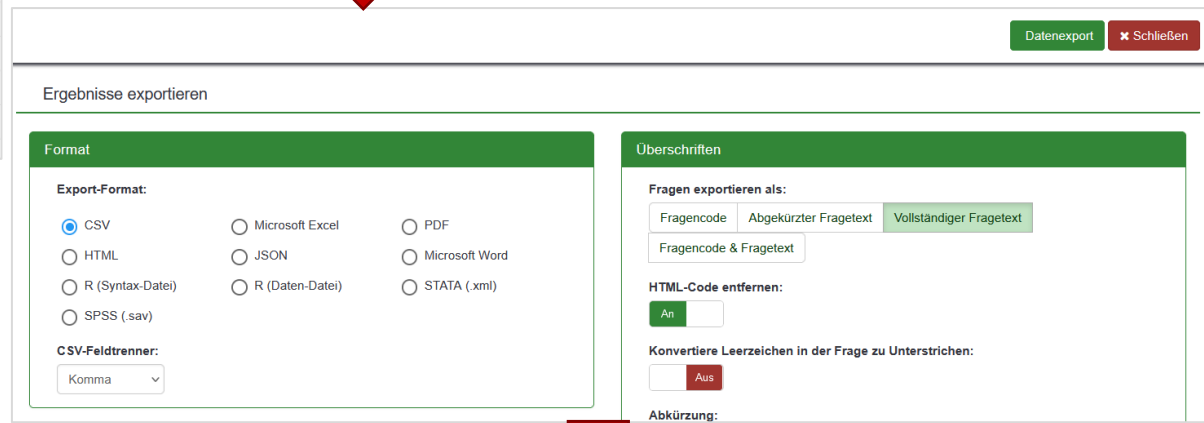 Datenexport ✖ Schließen
Ergebnisse exportieren
Format
Export-Format:
CSV Microsoft Excel PDF
HTML JSON Microsoft Word
R (Syntax-Datei) R (Daten-Datei) STATA (.xml)
SPSS (.sav)
CSV-Feldtrenner:
Komma
Überschriften
Fragen exportieren als:
Fragencode Abgekürzter Fragetext Vollständiger Fragetext
Fragencode & Fragetext
HTML-Code entfernen:
An
Konvertiere Leerzeichen in der Frage zu Unterstrichen:
Aus
Abkürzung: